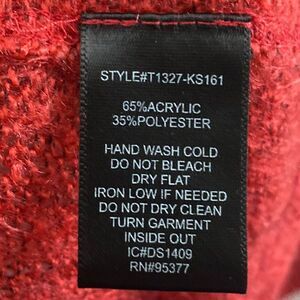 STYLE#T1327-KS161
65%ACRYLIC
35%POLYESTER
HAND WASH COLD
DO NOT BLEACH
DRY FLAT
IRON LOW IF NEEDED
DO NOT DRY CLEAN
TURN GARMENT
INSIDE OUT
IC#DS1409
RN#95377